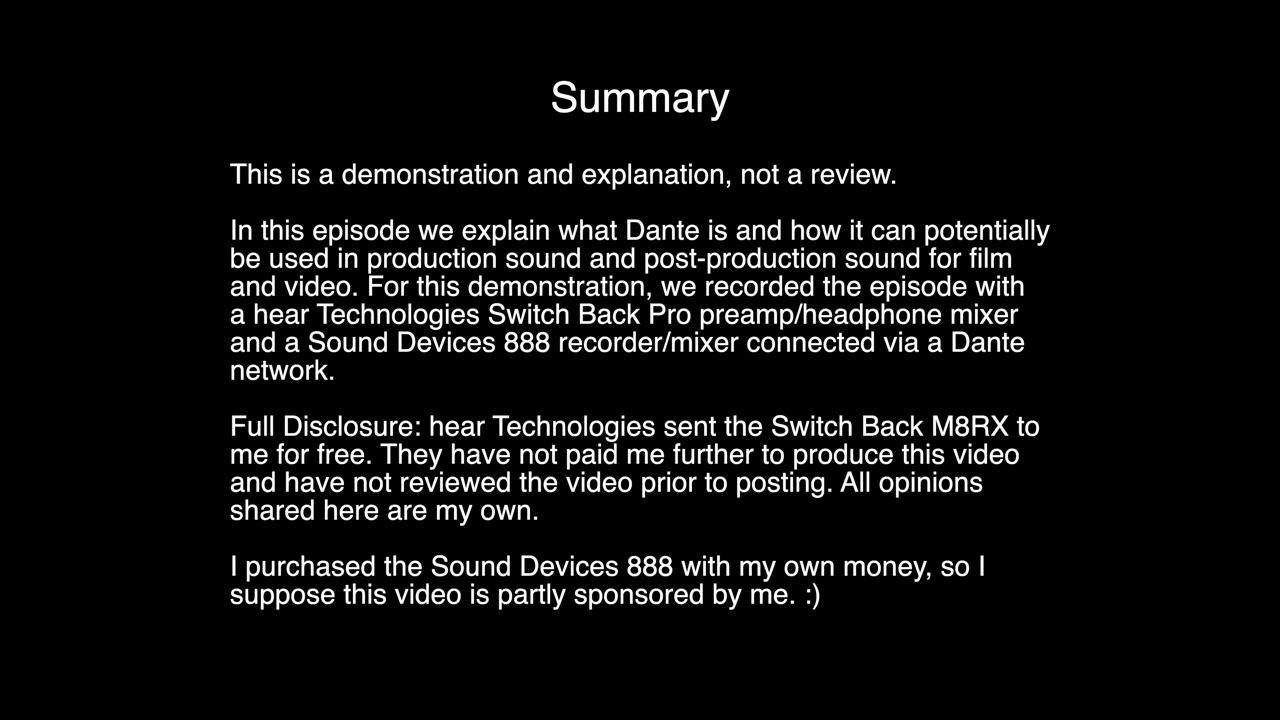 Summary
This is a demonstration and explanation, not a review.
In this episode we explain what Dante is and how it can potentially
be used in production sound and post-production sound for film
and video. For this demonstration, we recorded the episode with
a hear Technologies Switch Back Pro preamp/headphone mixer
and a Sound Devices 888 recorder/mixer connected via a Dante
network.
Full Disclosure: hear Technologies sent the Switch Back M8RX to
me for free. They have not paid me further to produce this video
and have not reviewed the video prior to posting. All opinions
shared here are my own.
I purchased the Sound Devices 888 with my own money, so I
suppose this video is partly sponsored by me. :)